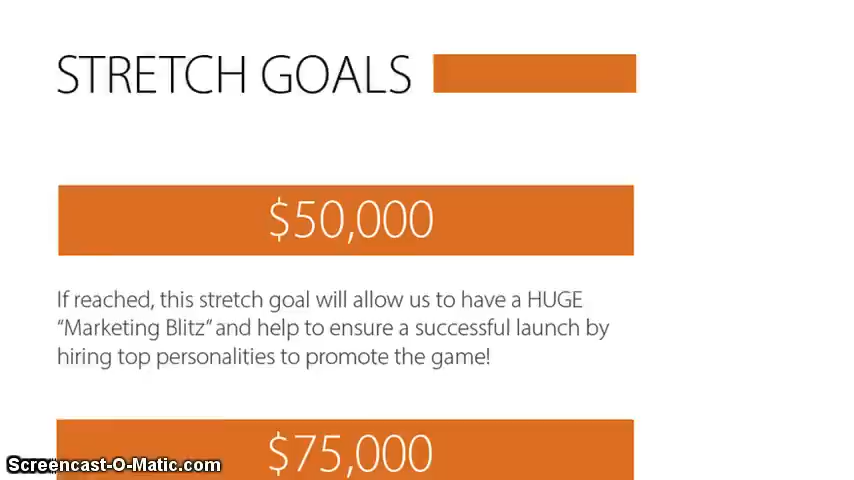 STRETCH GOALS
$50,000
If reached, this stretch goal will allow us to have a HUGE
“Marketing Blitz” and help to ensure a successful launch by
hiring top personalities to promote the game!
$75,000
Screencast-O-Matic.com